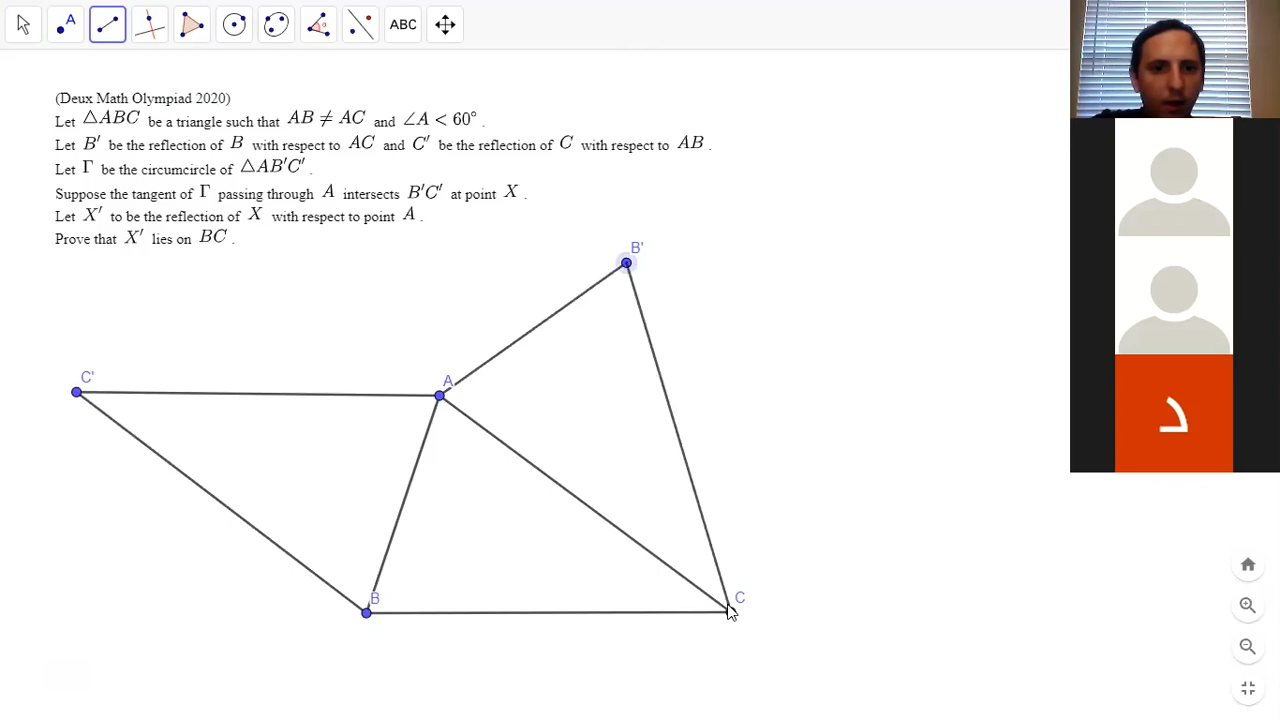 A
ABC
(Deux Math Olympiad 2020)
Let △ABC be a triangle such that AB ≠ AC and ∠A < 60° .
Let B′ be the reflection of B with respect to AC and C′ be the reflection of C with respect to AB .
Let Γ be the circumcircle of △AB′C′ .
Suppose the tangent of Γ passing through A intersects B′C′ at point X .
Let X′ to be the reflection of X with respect to point A .
Prove that X′ lies on BC .
B'
C'
A
B
C
ד